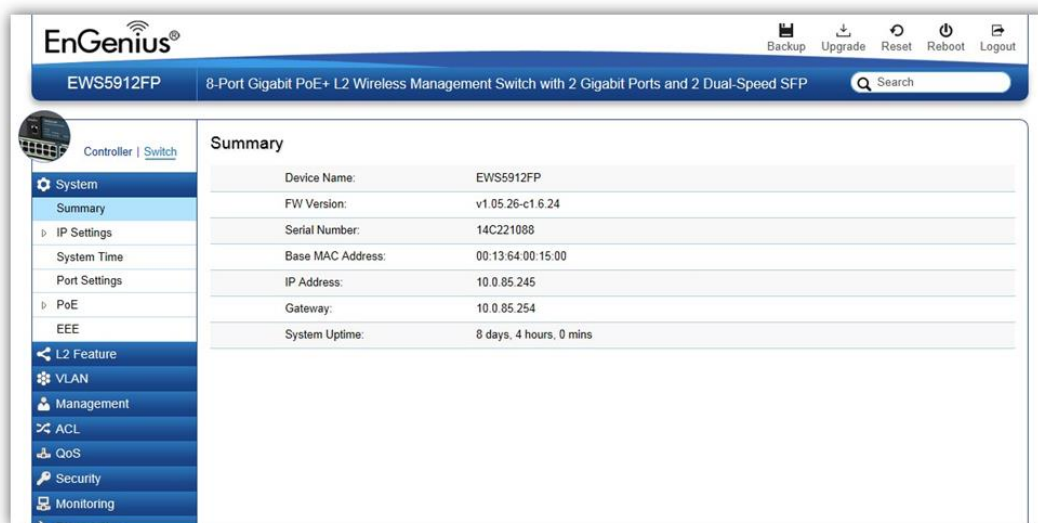 EnGenius®
Backup Upgrade Reset Reboot Logout
EWS5912FP 8-Port Gigabit PoE+ L2 Wireless Management Switch with 2 Gigabit Ports and 2 Dual-Speed SFP Search
Controller | Switch
Summary
System
Summary
IP Settings
System Time
Port Settings
PoE
EEE
L2 Feature
VLAN
Management
ACL
QoS
Security
Monitoring
Device Name: EWS5912FP
FW Version: v1.05.26-c1.6.24
Serial Number: 14C221088
Base MAC Address: 00:13:64:00:15:00
IP Address: 10.0.85.245
Gateway: 10.0.85.254
System Uptime: 8 days, 4 hours, 0 mins